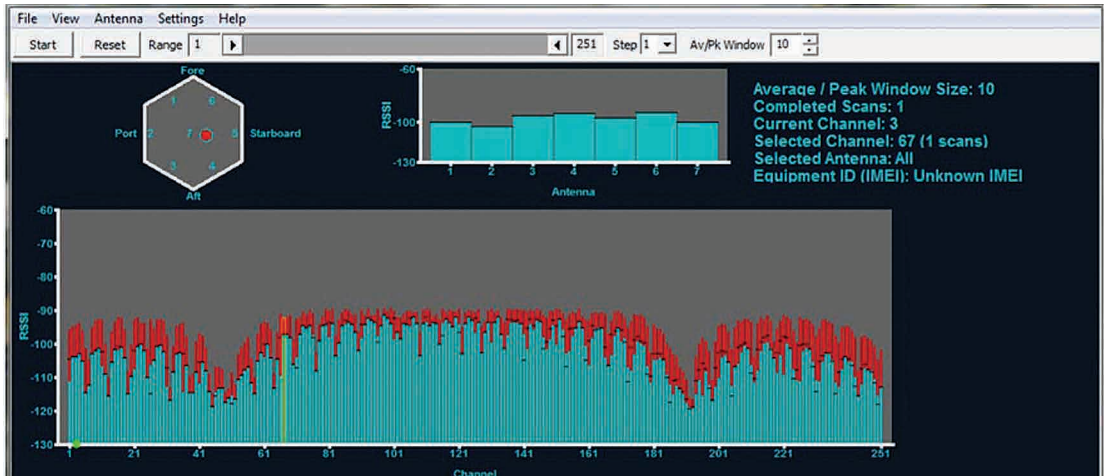 File View Antenna Settings Help
Start Reset Range 1 251 Step 1 Av/Pk Window 10
Fore
1 6
Port 2 7 5 Starboard
3 4
Aft
-60
RSSI
-100
-130
1 2 3 4 5 6 7
Antenna
Average / Peak Window Size: 10
Completed Scans: 1
Current Channel: 3
Selected Channel: 67 (1 scans)
Selected Antenna: All
Equipment ID (IMEI): Unknown IMEI
-60
-70
-80
-90
RSSI
-100
-110
-120
-130
1 21 41 61 81 101 121 141 161 181 201 221 251
Channel